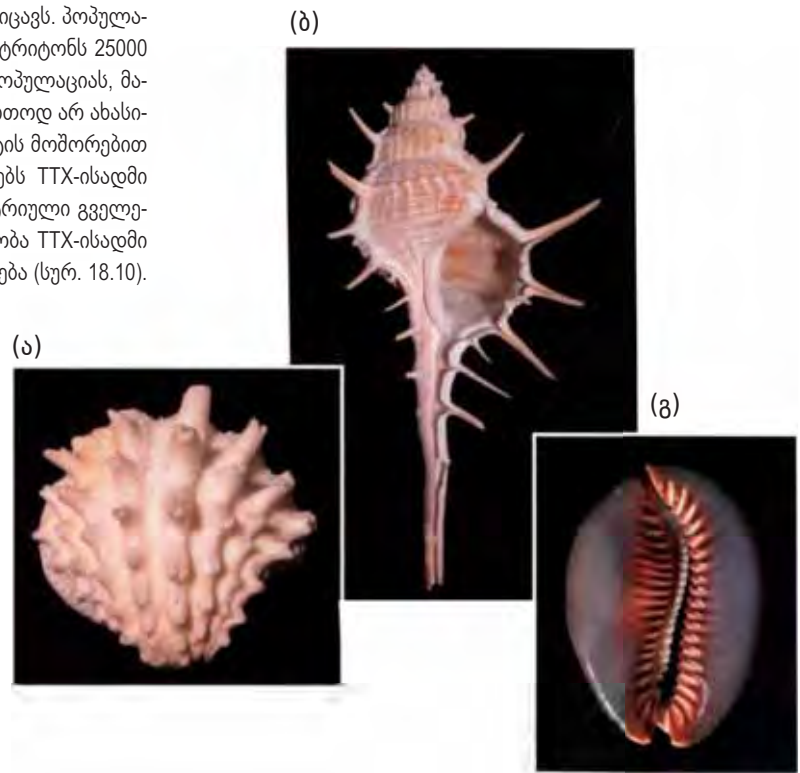 იცავს. პოპულა-
ტრიტონს 25000
ოპულაციას, მა-
თოდ არ ახასი-
ის მოშორებით
ებს TTX-ისადმი
რიული გველე-
ობა TTX-ისადმი
ება (სურ. 18.10).
(ა)
(ბ)
(გ)